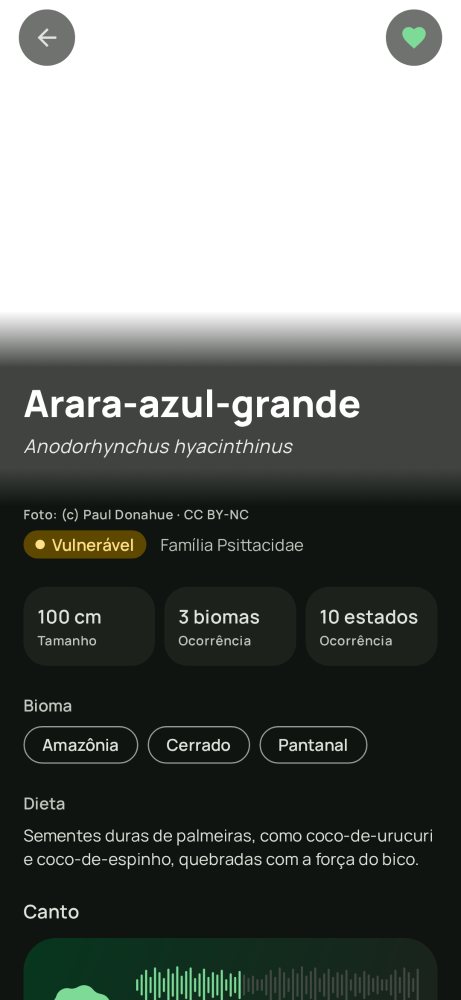 Arara-azul-grande
Anodorhynchus hyacinthinus
Foto: (c) Paul Donahue · CC BY-NC
Vulnerável Família Psittacidae
100 cm 3 biomas 10 estados
Tamanho Ocorrência Ocorrência
Bioma
Amazônia Cerrado Pantanal
Dieta
Sementes duras de palmeiras, como coco-de-urucuri
e coco-de-espinho, quebradas com a força do bico.
Canto